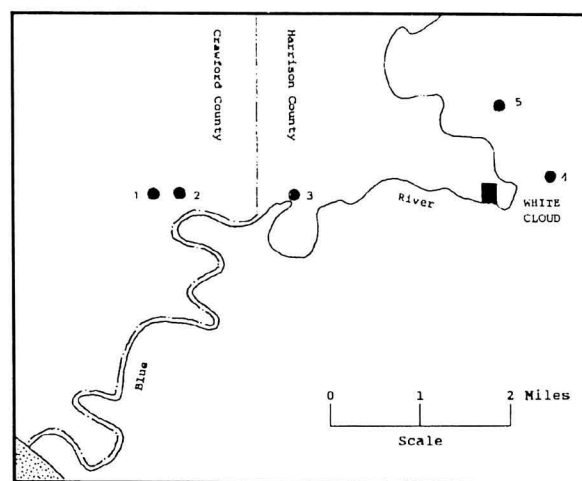 Crawford County
Harrison County
5
4
1
2
3
River
WHITE
CLOUD
Blue
0 1 2 Miles
Scale